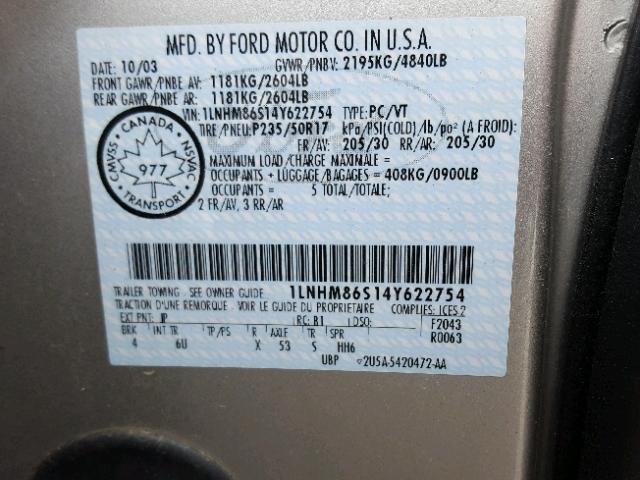 MFD. BY FORD MOTOR CO. IN U.S.A.
DATE: 10/03 GVWR/PNBV: 2195KG/4840LB
FRONT GAWR/PNBE AV: 1181KG/2604LB
REAR GAWR/PNBE AR: 1181KG/2604LB
VIN: 1LNHM86S14Y622754 TYPE: PC/VT
TIRE/PNEU: P235/50R17 kPa/PSI(COLD)/lb/po² (A FROID):
FR/AV: 205/30 RR/AR: 205/30
MAXIMUM LOAD/CHARGE MAXIMALE =
OCCUPANTS + LUGGAGE/BAGAGES = 408KG/0900LB
OCCUPANTS = 5 TOTAL/TOTALE;
2 FR/AV, 3 RR/AR
CANADA
CMVSS NSVAC
977
TRANSPORT
1LNHM86S14Y622754
TRAILER TOWING - SEE OWNER GUIDE
TRACTION D'UNE REMORQUE - VOIR LE GUIDE DU PROPRIETAIRE COMPLIES: ICES 2
EXT PNT: JP RC: B1 DSO: F2043
BRK INT TR TP/PS R AXLE TR SPR R0063
4 6U X 53 S HH6
UBP 2U5A-5420472-AA